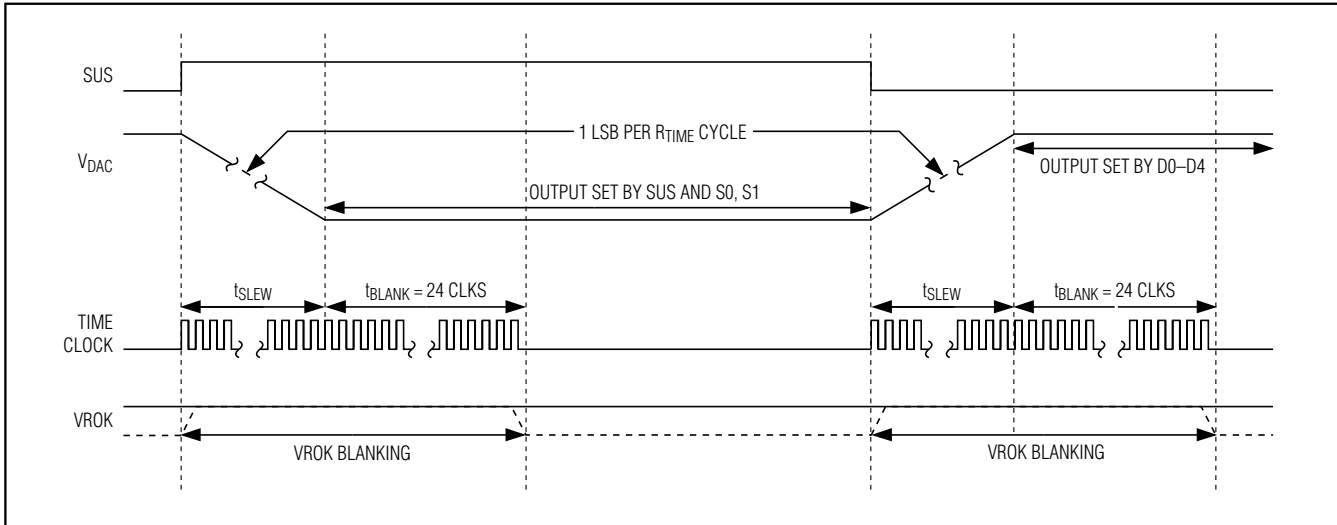 SUS
1 LSB PER RTIME CYCLE
VDAC
OUTPUT SET BY D0–D4
OUTPUT SET BY SUS AND S0, S1
tSLEW
tBLANK = 24 CLKS
tSLEW
tBLANK = 24 CLKS
TIME
CLOCK
VROK
VROK BLANKING
VROK BLANKING